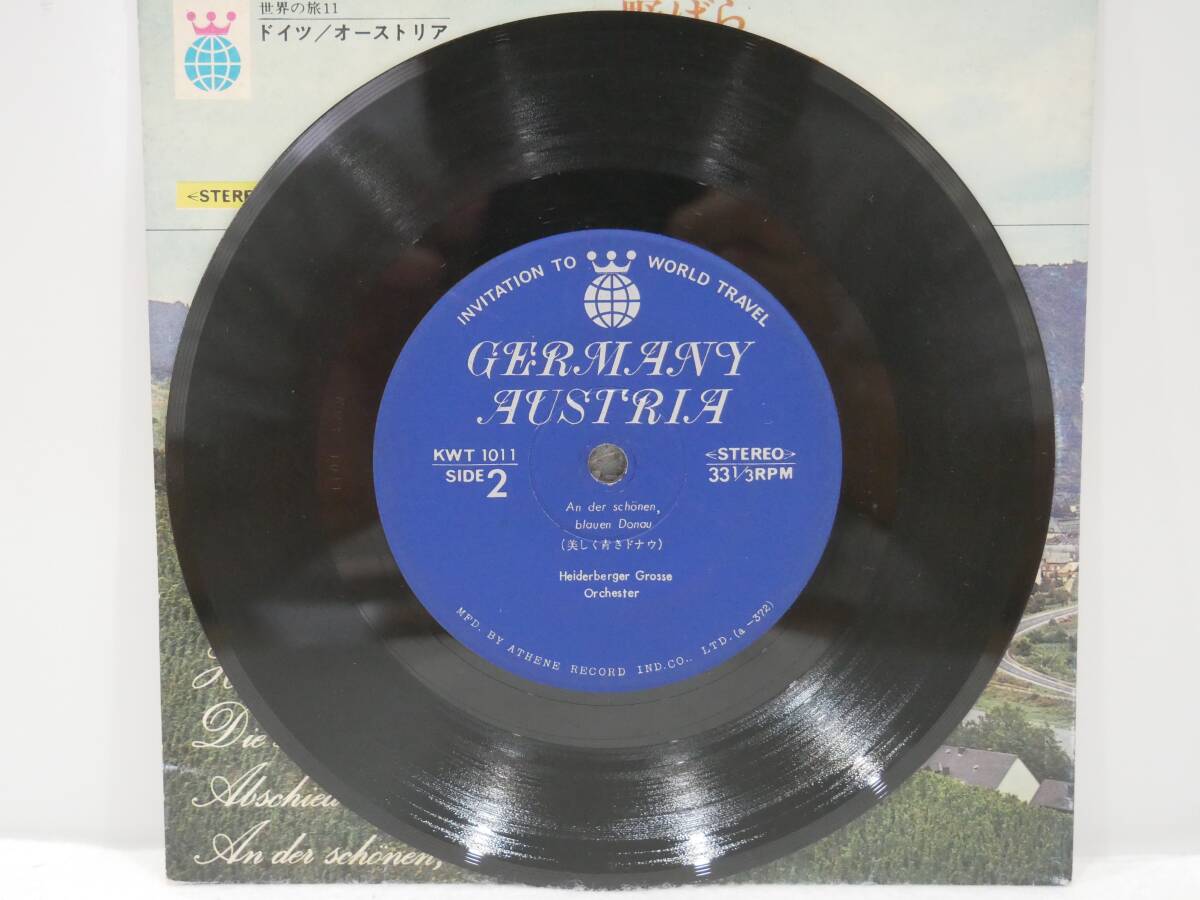 世界の旅11
ドイツ／オーストリア
野ばら
<STERE
INVITATION TO WORLD TRAVEL
GERMANY
AUSTRIA
KWT 1011
SIDE 2
<STEREO>
33 1/3 RPM
An der schönen,
blauen Donau
(美しく青きドナウ)
Heiderberger Grosse
Orchester
MFD. BY ATHENE RECORD IND.CO., LTD.(a-372)
Die
Abschied
An der schönen,